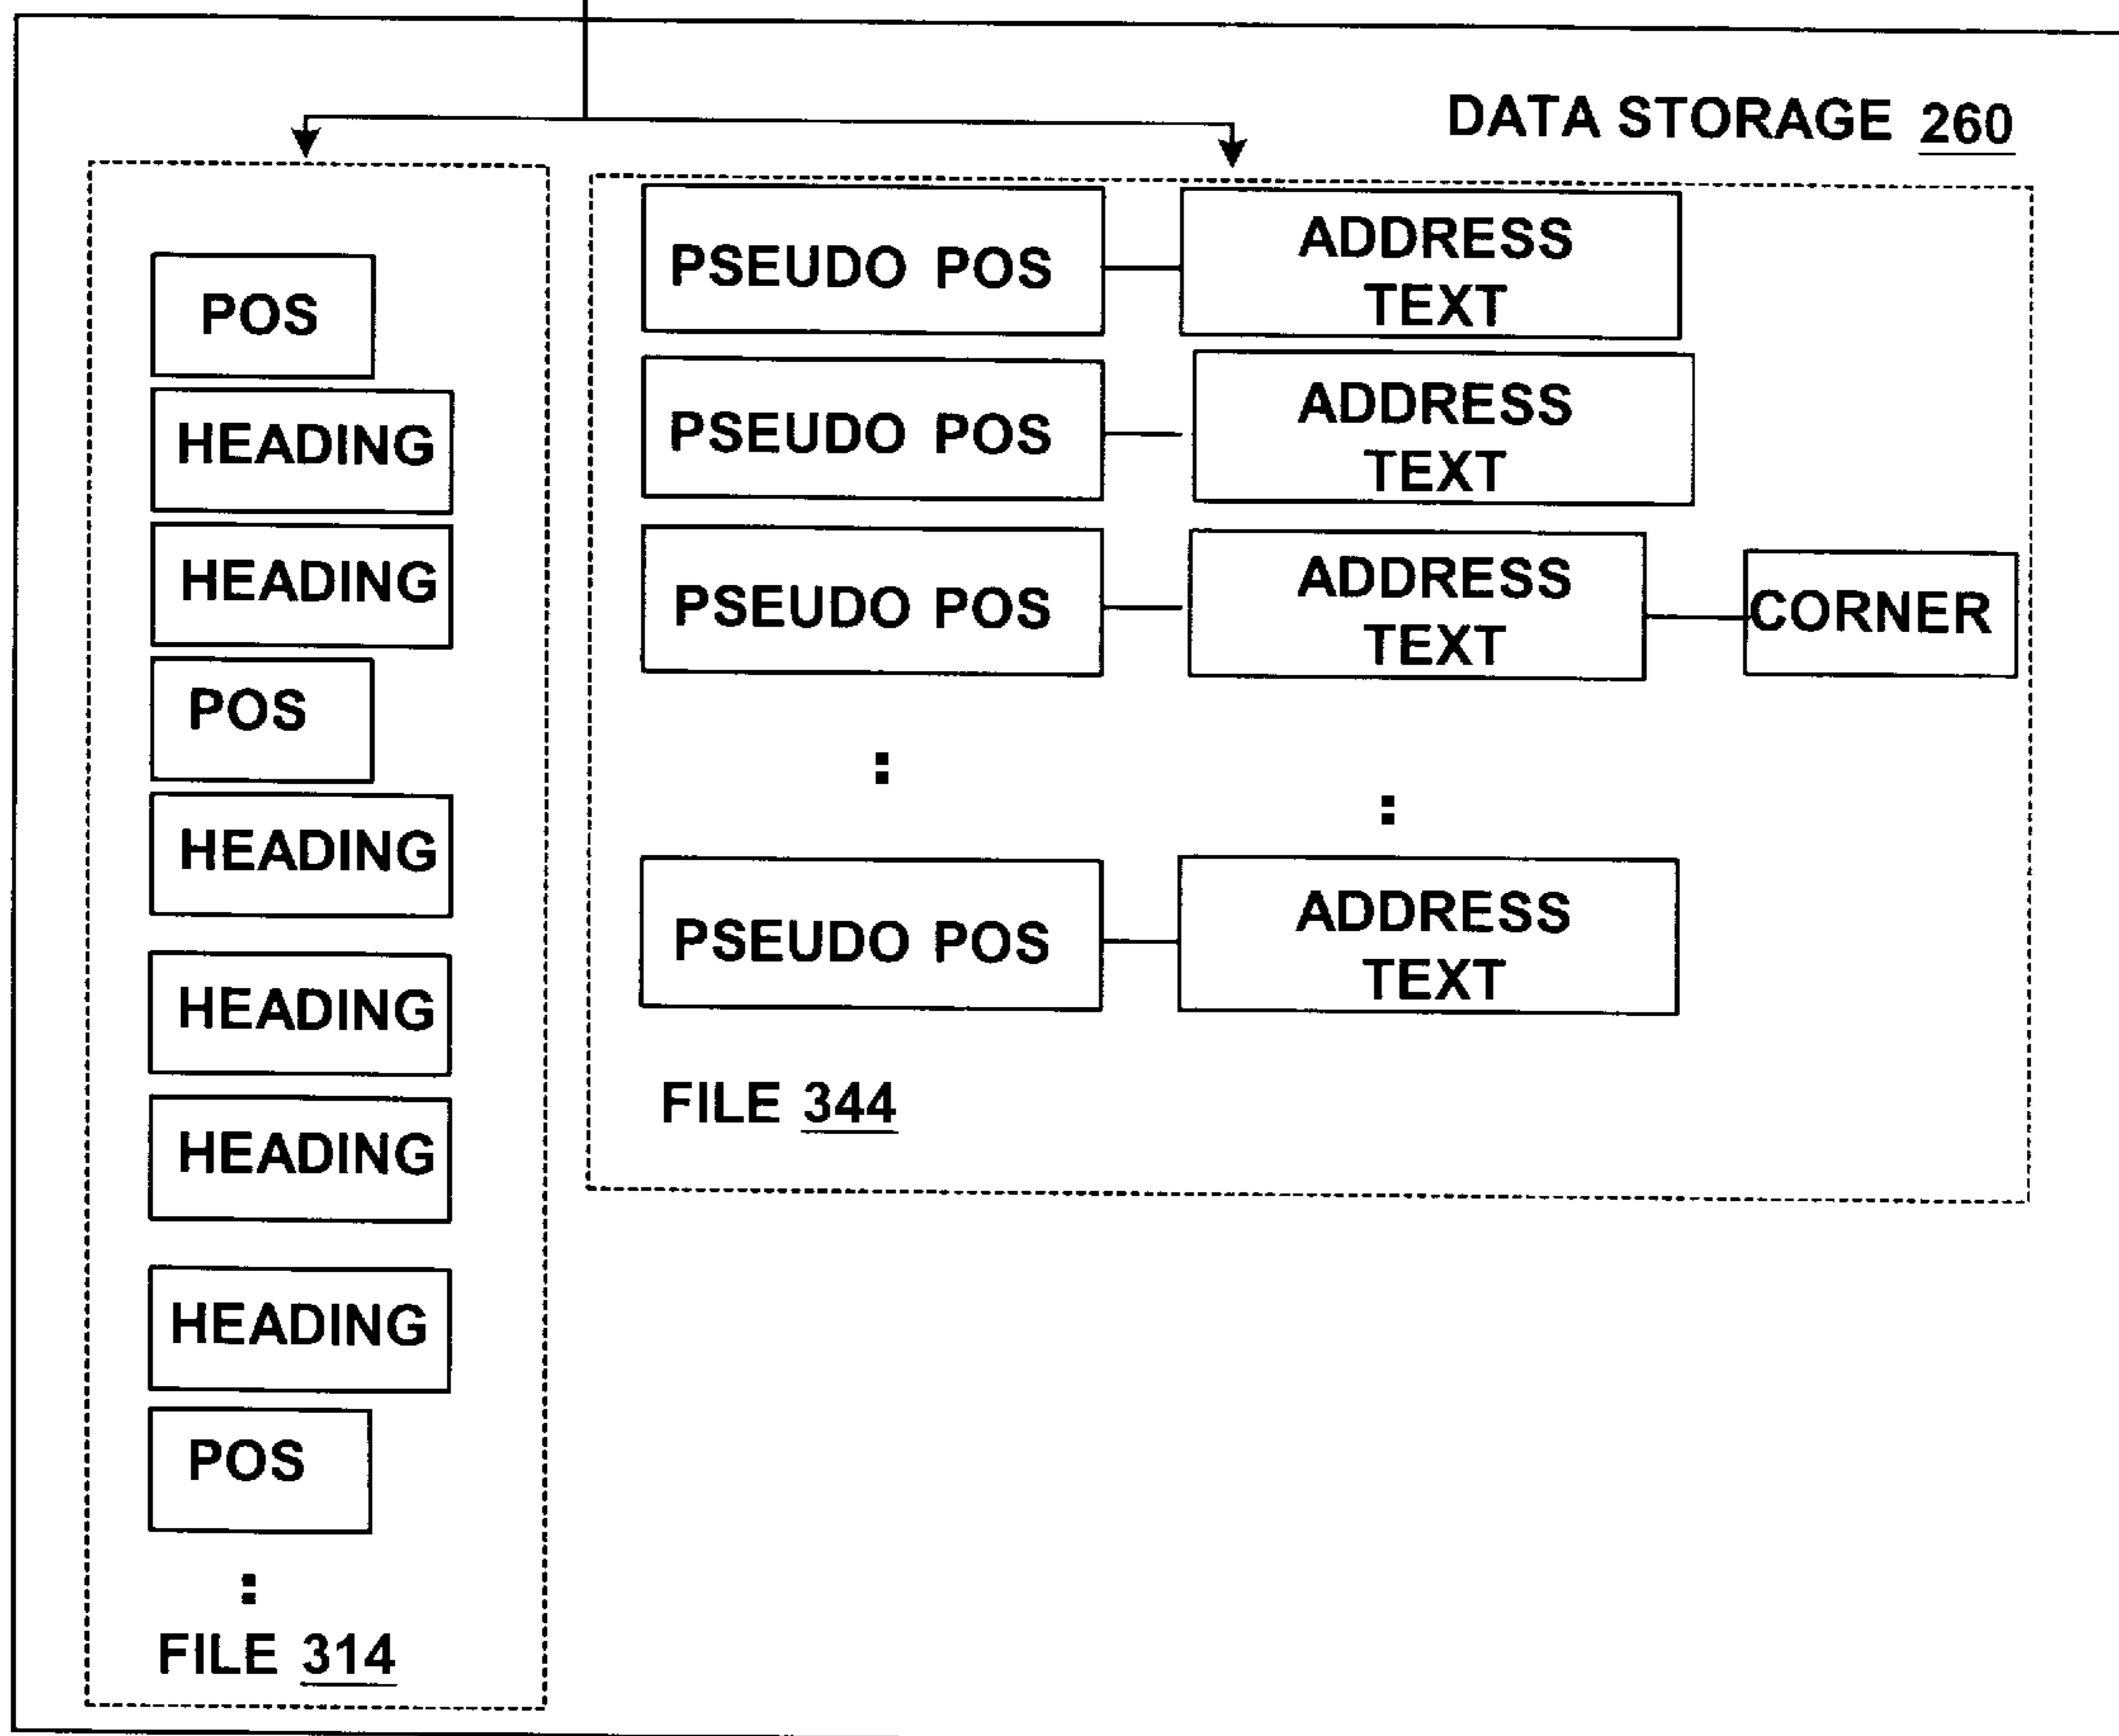 DATA STORAGE 260
POS
HEADING
HEADING
POS
HEADING
HEADING
HEADING
HEADING
POS
:
FILE 314
PSEUDO POS
ADDRESS
TEXT
PSEUDO POS
ADDRESS
TEXT
PSEUDO POS
ADDRESS
TEXT
CORNER
:
:
PSEUDO POS
ADDRESS
TEXT
FILE 344